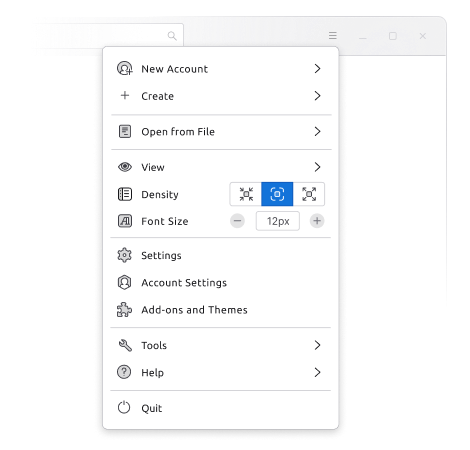 New Account
Create
Open from File
View
Density
Font Size 12px
Settings
Account Settings
Add-ons and Themes
Tools
Help
Quit